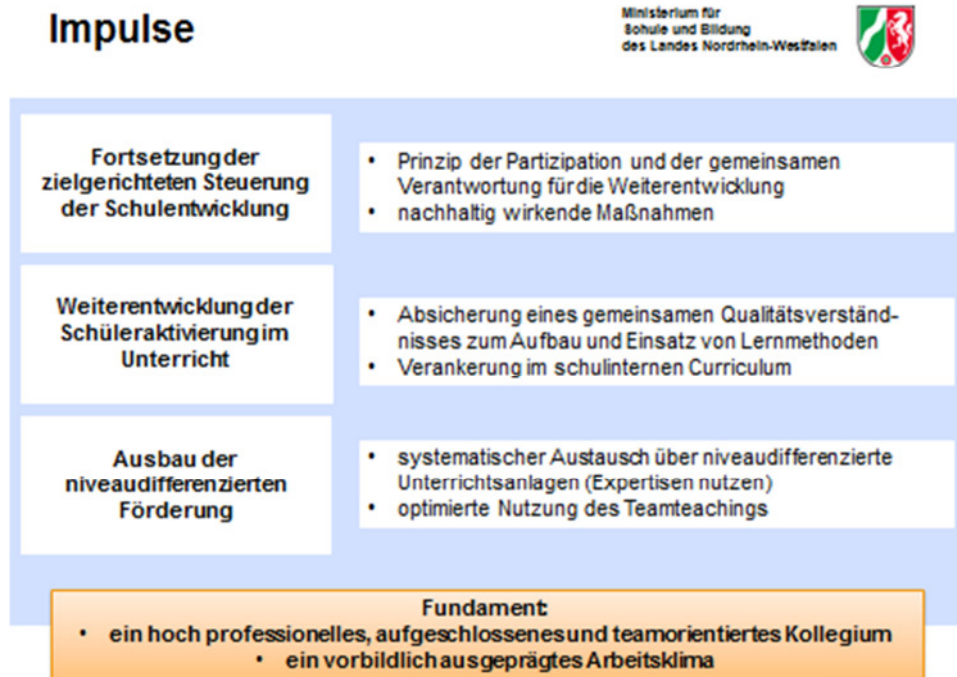 Impulse
Ministerium für
Schule und Bildung
des Landes Nordrhein-Westfalen
Fortsetzung der
zielgerichteten Steuerung
der Schulentwicklung
• Prinzip der Partizipation und der gemeinsamen
Verantwortung für die Weiterentwicklung
• nachhaltig wirkende Maßnahmen
Weiterentwicklung der
Schüleraktivierung im
Unterricht
• Absicherung eines gemeinsamen Qualitätsverständ-
nisses zum Aufbau und Einsatz von Lernmethoden
• Verankerung im schulinternen Curriculum
Ausbau der
niveaudifferenzierten
Förderung
• systematischer Austausch über niveaudifferenzierte
Unterrichtsanlagen (Expertisen nutzen)
• optimierte Nutzung des Teamteachings
Fundament:
• ein hoch professionelles, aufgeschlossenes und teamorientiertes Kollegium
• ein vorbildlich ausgeprägtes Arbeitsklima